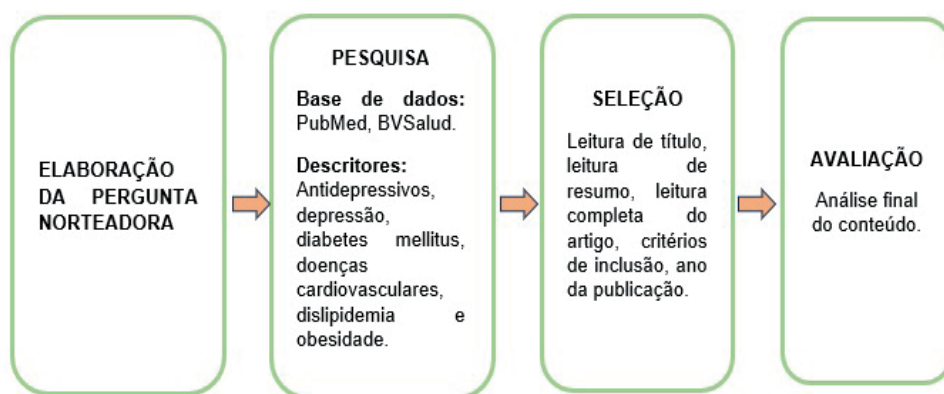 ELABORAÇÃO
DA PERGUNTA
NORTEADORA
PESQUISA
Base de dados:
PubMed, BVSalud.
Descritores:
Antidepressivos,
depressão,
diabetes mellitus,
doenças
cardiovasculares,
dislipidemia e
obesidade.
SELEÇÃO
Leitura de título,
leitura de
resumo, leitura
completa do
artigo, critérios
de inclusão, ano
da publicação.
AVALIAÇÃO
Análise final
do conteúdo.